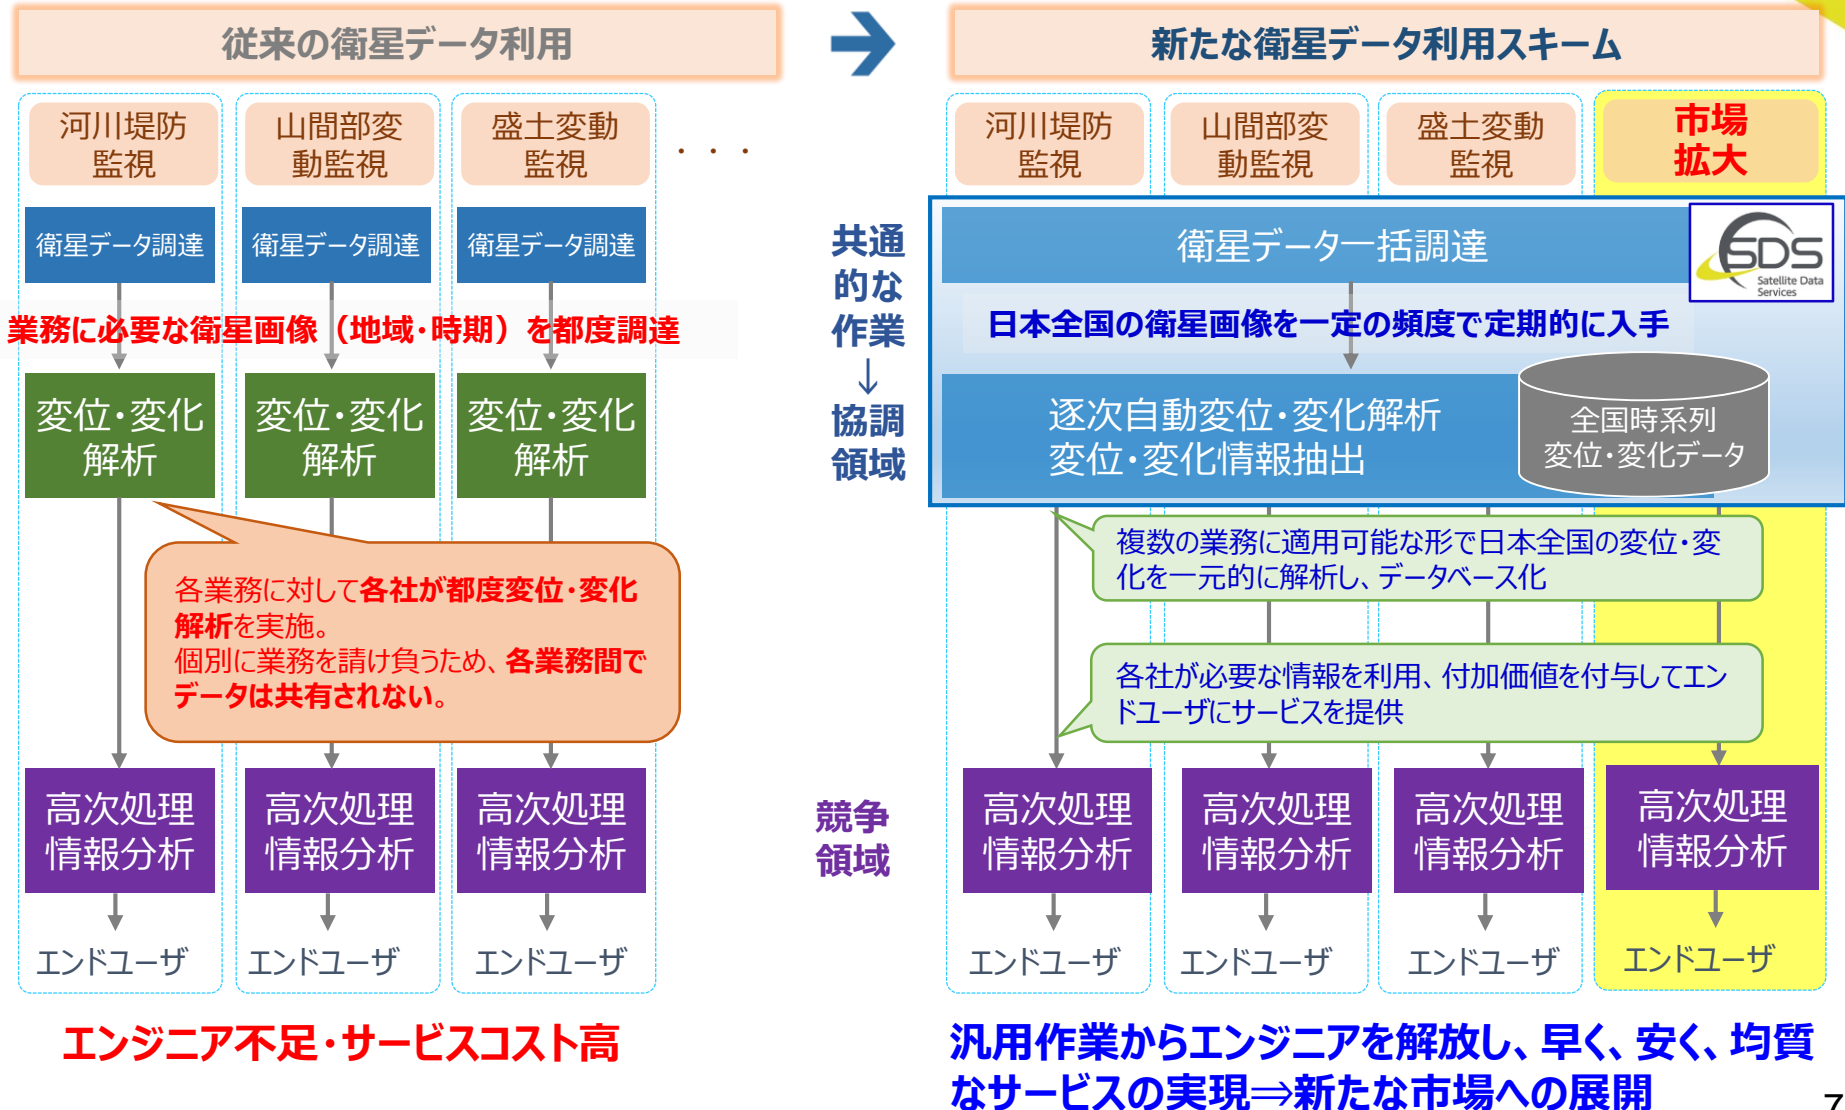 従来の衛星データ利用
河川堤防
監視
山間部変
動監視
盛土変動
監視
・・・
衛星データ調達
衛星データ調達
衛星データ調達
業務に必要な衛星画像（地域・時期）を都度調達
変位・変化
解析
変位・変化
解析
変位・変化
解析
各業務に対して各社が都度変位・変化
解析を実施。
個別に業務を請け負うため、各業務間で
データは共有されない。
高次処理
情報分析
高次処理
情報分析
高次処理
情報分析
エンドユーザ
エンドユーザ
エンドユーザ
エンジニア不足・サービスコスト高
新たな衛星データ利用スキーム
河川堤防
監視
山間部変
動監視
盛土変動
監視
市場
拡大
共通
的な
作業
↓
協調
領域
衛星データ一括調達
SDS
Satellite Data
Services
日本全国の衛星画像を一定の頻度で定期的に入手
逐次自動変位・変化解析
変位・変化情報抽出
全国時系列
変位・変化データ
複数の業務に適用可能な形で日本全国の変位・変
化を一元的に解析し、データベース化
各社が必要な情報を利用、付加価値を付与してエン
ドユーザにサービスを提供
競争
領域
高次処理
情報分析
高次処理
情報分析
高次処理
情報分析
高次処理
情報分析
エンドユーザ
エンドユーザ
エンドユーザ
エンドユーザ
汎用作業からエンジニアを解放し、早く、安く、均質
なサービスの実現⇒新たな市場への展開
7